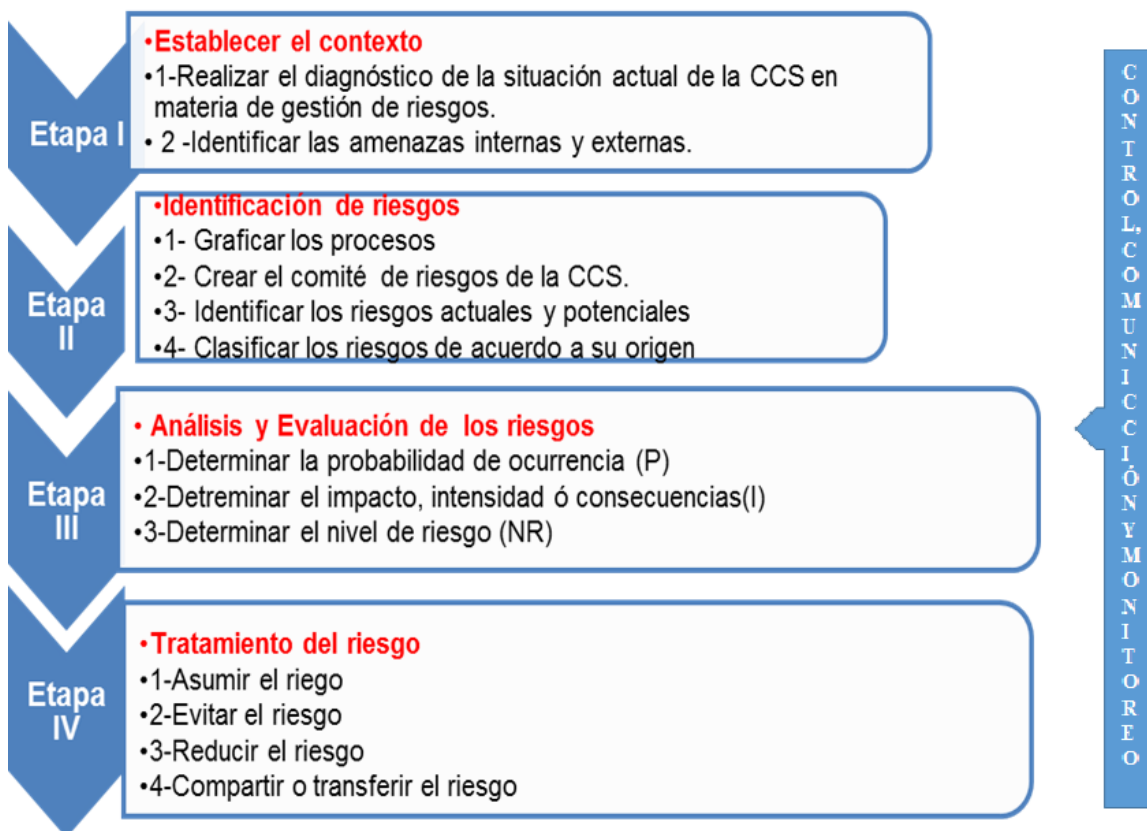 Etapa I
•Establecer el contexto
•1-Realizar el diagnóstico de la situación actual de la CCS en
materia de gestión de riesgos.
• 2 -Identificar las amenazas internas y externas.
Etapa
II
•Identificación de riesgos
•1- Graficar los procesos
•2- Crear el comité de riesgos de la CCS.
•3- Identificar los riesgos actuales y potenciales
•4- Clasificar los riesgos de acuerdo a su origen
Etapa
III
• Análisis y Evaluación de los riesgos
•1-Determinar la probabilidad de ocurrencia (P)
•2-Detreminar el impacto, intensidad ó consecuencias(I)
•3-Determinar el nivel de riesgo (NR)
Etapa
IV
•Tratamiento del riesgo
•1-Asumir el riego
•2-Evitar el riesgo
•3-Reducir el riesgo
•4-Compartir o transferir el riesgo
CONTROL,COMUNICCIÓNYMONITOREO